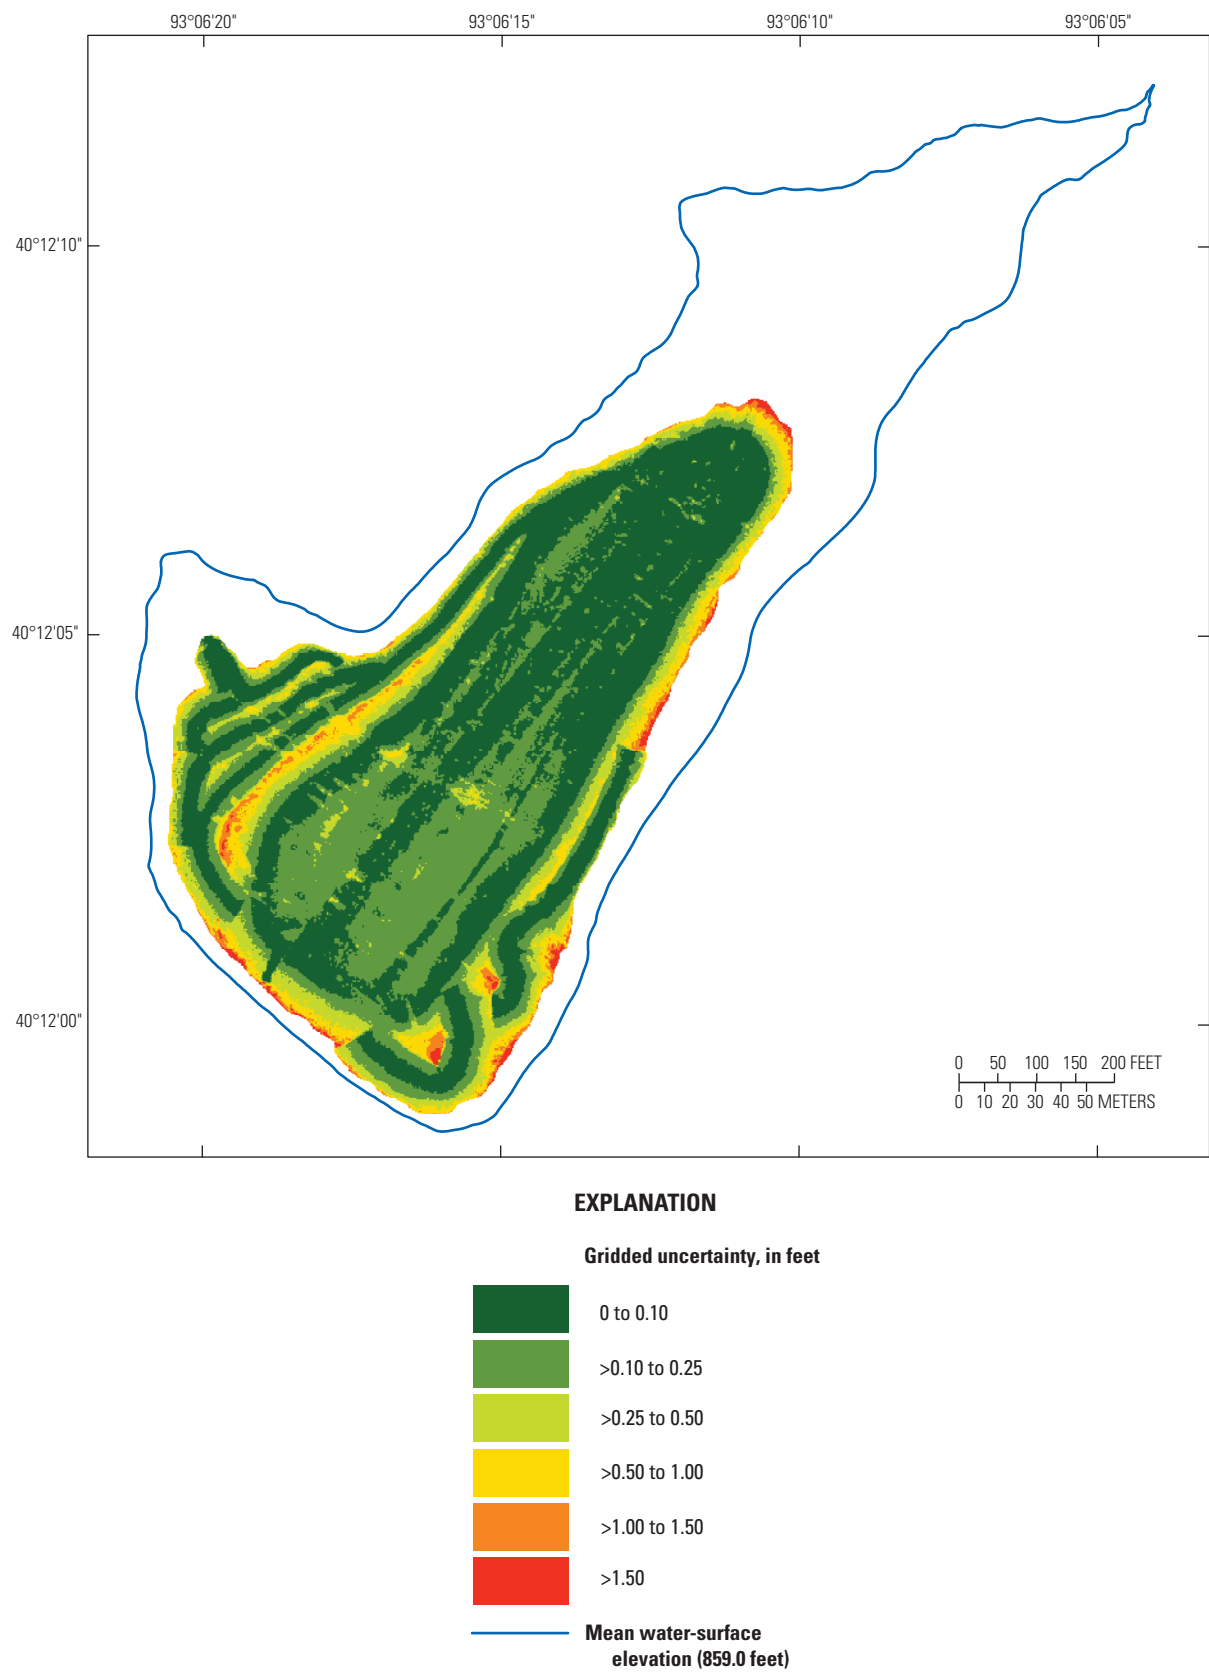 93°06'20" 93°06'15" 93°06'10" 93°06'05"
40°12'10"
40°12'05"
40°12'00"
0 50 100 150 200 FEET
0 10 20 30 40 50 METERS
EXPLANATION
Gridded uncertainty, in feet
0 to 0.10
>0.10 to 0.25
>0.25 to 0.50
>0.50 to 1.00
>1.00 to 1.50
>1.50
Mean water-surface
elevation (859.0 feet)